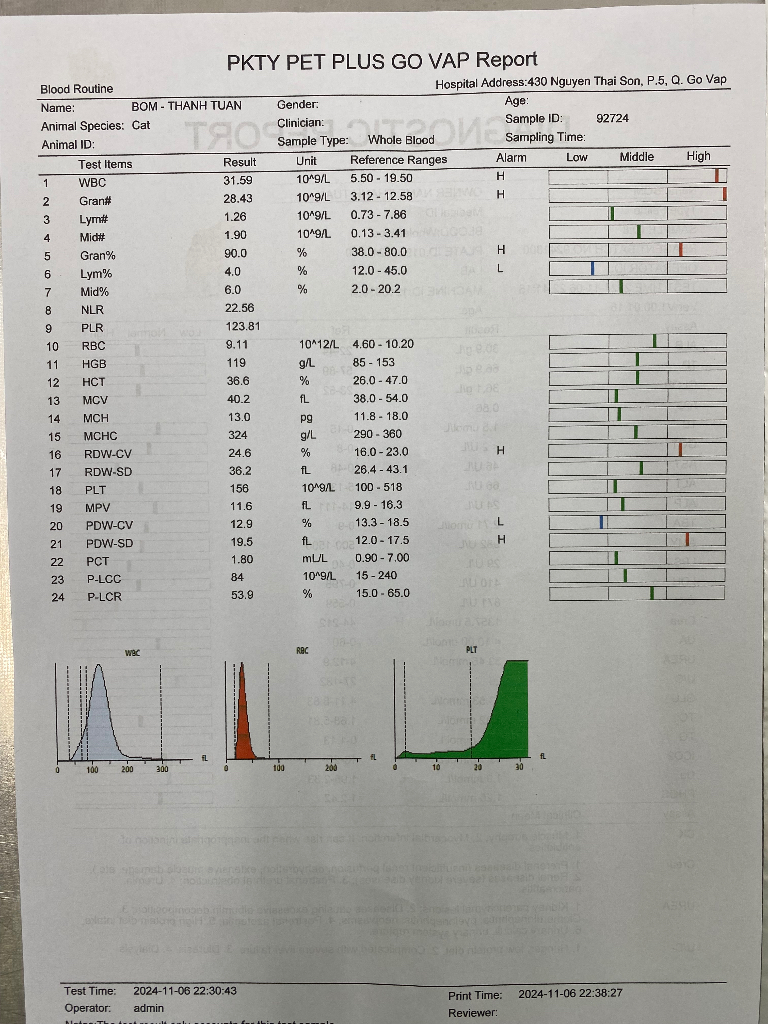 PKTY PET PLUS GO VAP Report
Blood Routine Hospital Address:430 Nguyen Thai Son, P.5, Q. Go Vap
Name: BOM - THANH TUAN Gender: Age:
Animal Species: Cat Clinician: Sample ID: 92724
Animal ID: Sample Type: Whole Blood Sampling Time:
Test Items Result Unit Reference Ranges Alarm Low Middle High
1 WBC 31.59 10^9/L 5.50 - 19.50 H
2 Gran# 28.43 10^9/L 3.12 - 12.58 H
3 Lym# 1.26 10^9/L 0.73 - 7.86
4 Mid# 1.90 10^9/L 0.13 - 3.41
5 Gran% 90.0 % 38.0 - 80.0 H
6 Lym% 4.0 % 12.0 - 45.0 L
7 Mid% 6.0 % 2.0 - 20.2
8 NLR 22.56
9 PLR 123.81
10 RBC 9.11 10^12/L 4.60 - 10.20
11 HGB 119 g/L 85 - 153
12 HCT 36.6 % 26.0 - 47.0
13 MCV 40.2 fL 38.0 - 54.0
14 MCH 13.0 pg 11.8 - 18.0
15 MCHC 324 g/L 290 - 360
16 RDW-CV 24.6 % 16.0 - 23.0 H
17 RDW-SD 36.2 fL 26.4 - 43.1
18 PLT 156 10^9/L 100 - 518
19 MPV 11.6 fL 9.9 - 16.3
20 PDW-CV 12.9 % 13.3 - 18.5 L
21 PDW-SD 19.5 fL 12.0 - 17.5 H
22 PCT 1.80 mL/L 0.90 - 7.00
23 P-LCC 84 10^9/L 15 - 240
24 P-LCR 53.9 % 15.0 - 65.0
WBC RBC PLT
0 100 200 300 fL 0 100 200 fL 0 10 20 30 fL
Test Time: 2024-11-06 22:30:43 Print Time: 2024-11-06 22:38:27
Operator: admin Reviewer:
Notes:The test result only accounts for this test sample